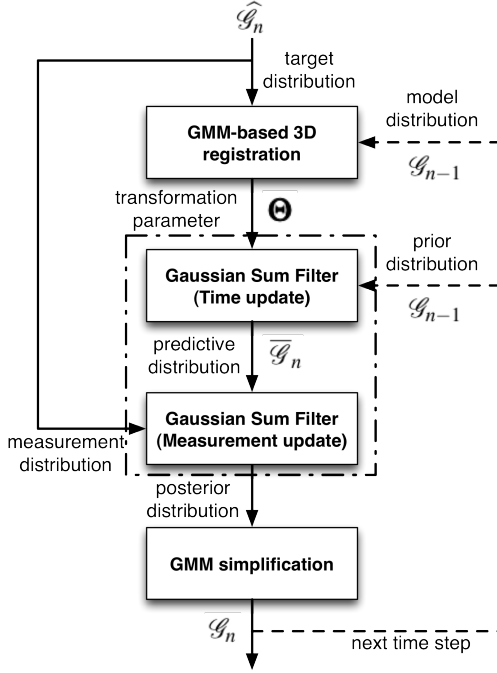 𝒢̂ₙ
target
distribution
GMM-based 3D
registration
model
distribution
𝒢ₙ₋₁
transformation
parameter
Θ
Gaussian Sum Filter
(Time update)
prior
distribution
𝒢ₙ₋₁
predictive
distribution
𝒢̅ₙ
Gaussian Sum Filter
(Measurement update)
measurement
distribution
posterior
distribution
GMM simplification
𝒢ₙ
next time step